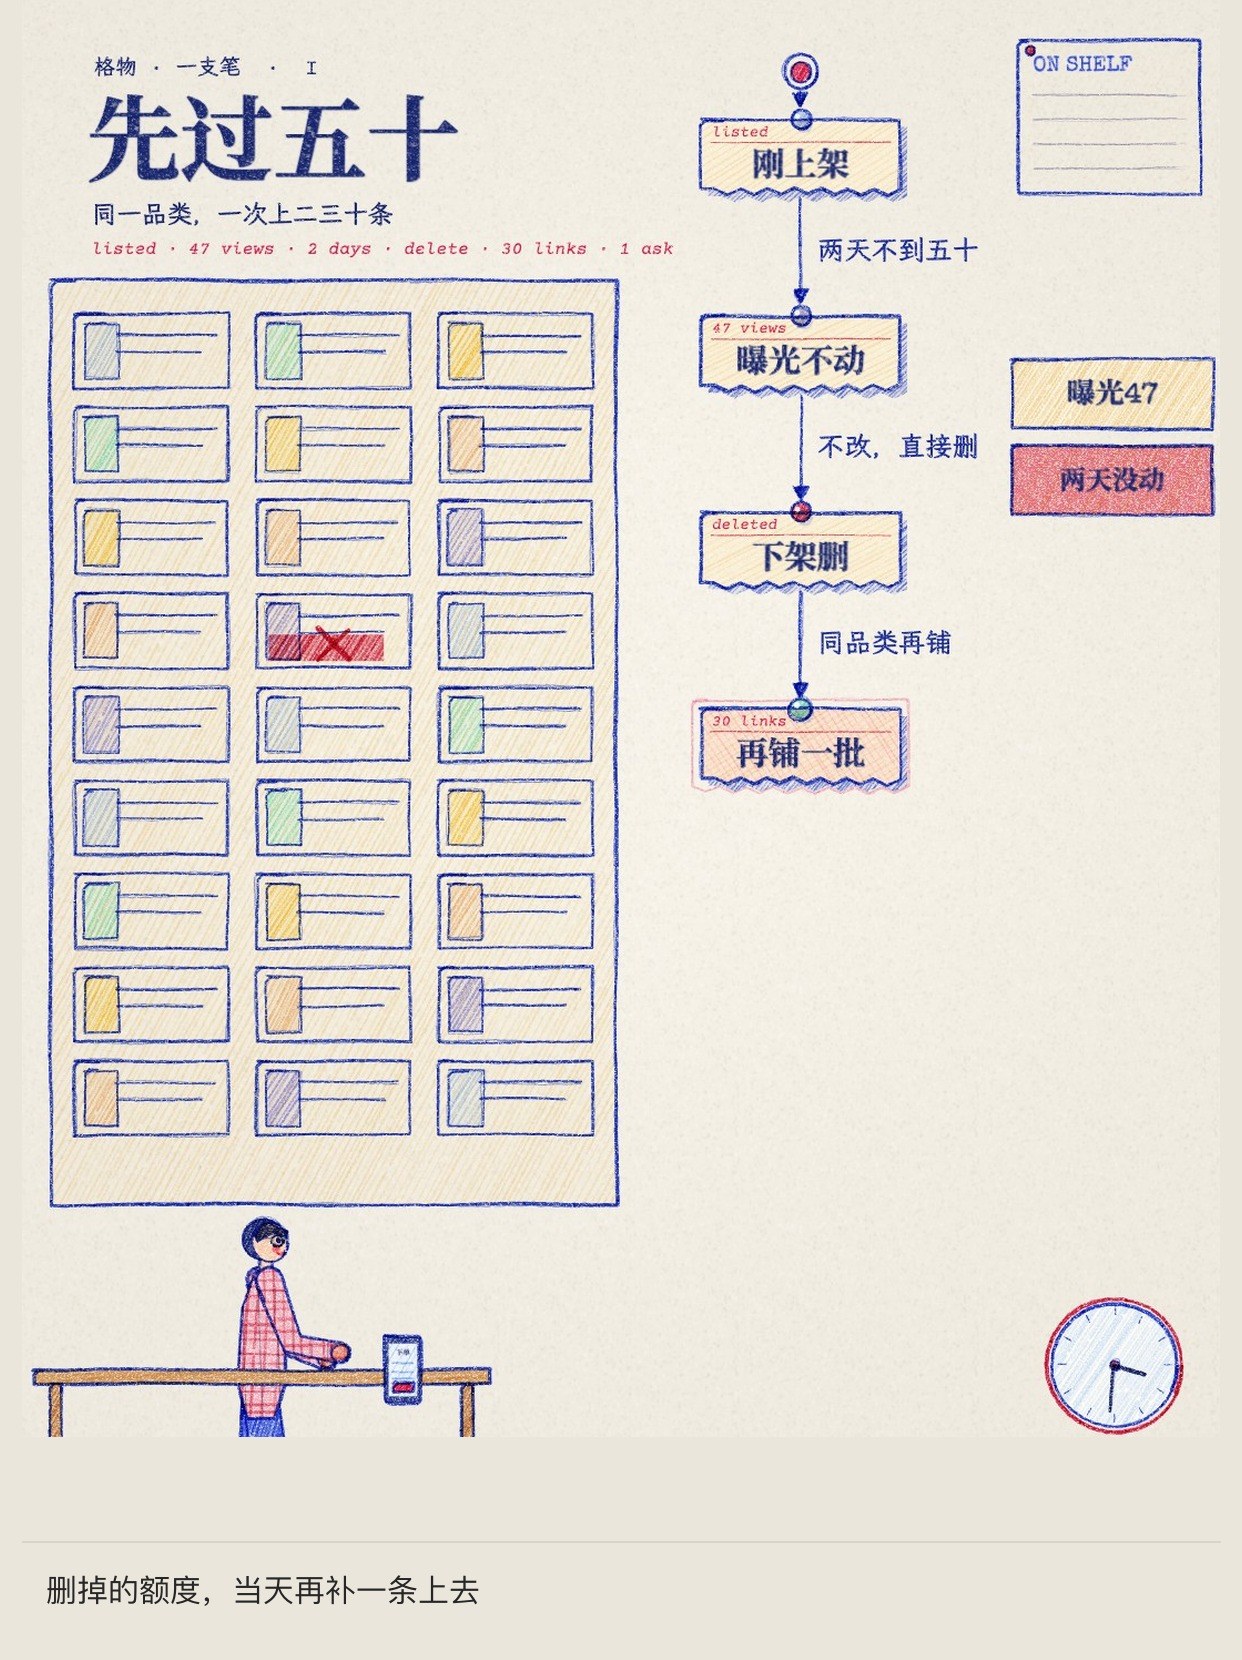 格物 · 一支笔 · I
先过五十
同一品类，一次上二三十条
listed · 47 views · 2 days · delete · 30 links · 1 ask
listed
刚上架
两天不到五十
47 views
曝光不动
不改，直接删
deleted
下架删
同品类再铺
30 links
再铺一批
ON SHELF
曝光47
两天没动
删掉的额度，当天再补一条上去